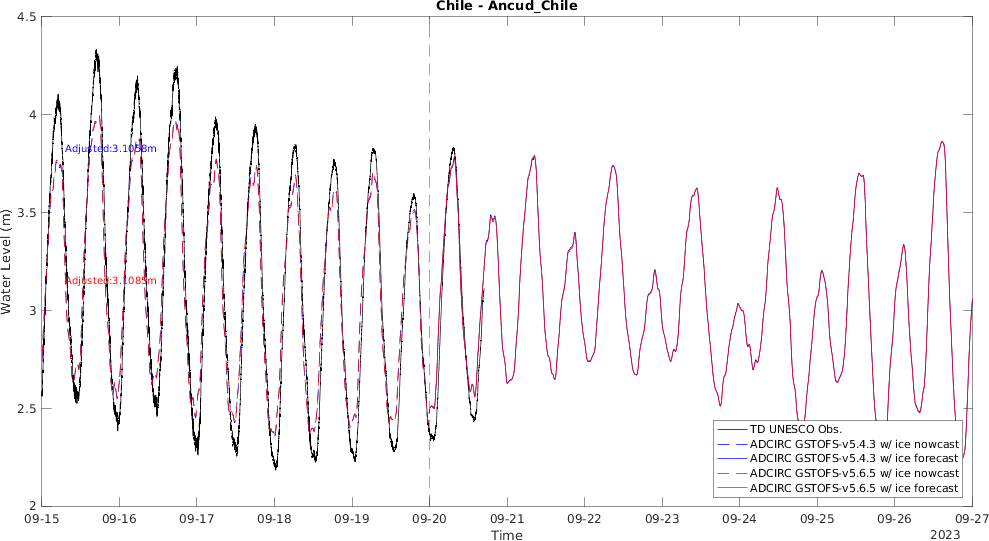 Chile - Ancud_Chile
4.5
4
3.5
3
2.5
2
Water Level (m)
Adjusted:3.1058m
Adjusted:3.1085m
TD UNESCO Obs.
ADCIRC GSTOFS-v5.4.3 w/ ice nowcast
ADCIRC GSTOFS-v5.4.3 w/ ice forecast
ADCIRC GSTOFS-v5.6.5 w/ ice nowcast
ADCIRC GSTOFS-v5.6.5 w/ ice forecast
09-15 09-16 09-17 09-18 09-19 09-20 09-21 09-22 09-23 09-24 09-25 09-26 09-27
Time
2023